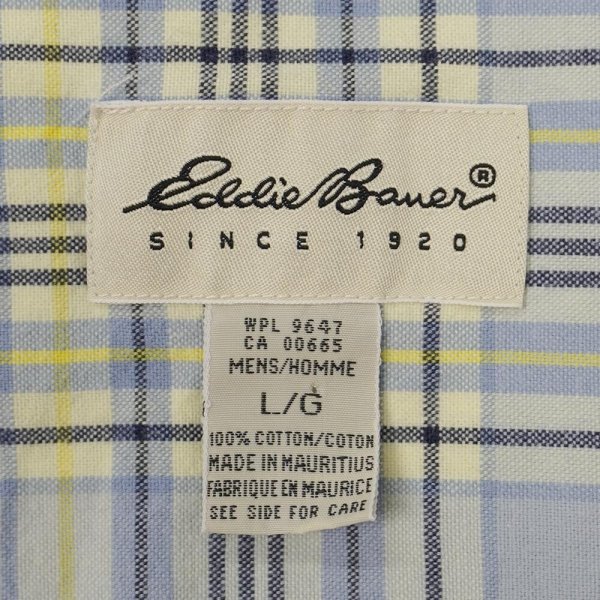 Eddie Bauer®
SINCE 1920
WPL 9647
CA 00665
MENS/HOMME
L/G
100% COTTON/COTON
MADE IN MAURITIUS
FABRIQUE EN MAURICE
SEE SIDE FOR CARE